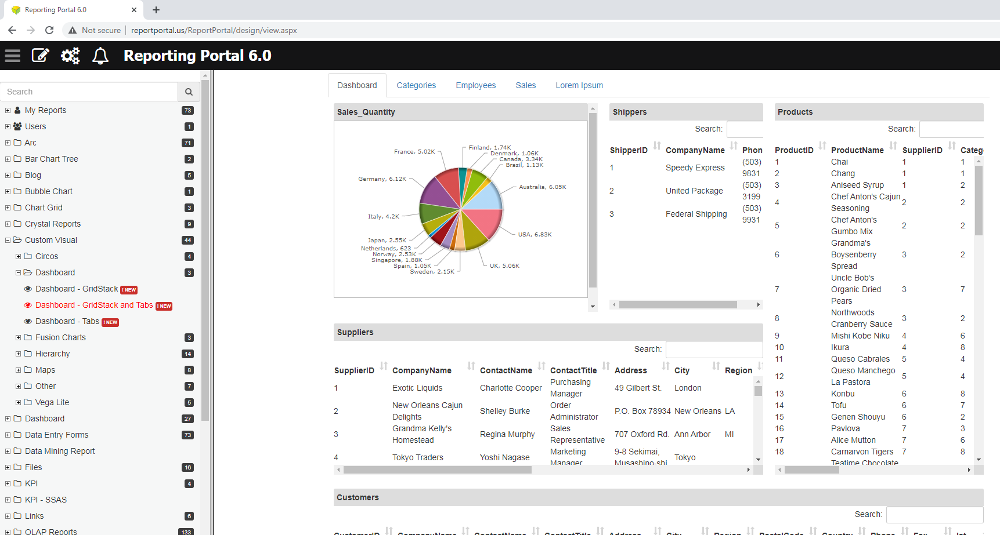 Reporting Portal 6.0
Not secure
reportportal.us/ReportPortal/design/view.aspx
Reporting Portal 6.0
Search
My Reports 73
Users 1
Arc 71
Bar Chart Tree 2
Blog 5
Bubble Chart 1
Chart Grid 3
Crystal Reports 9
Custom Visual 44
Circos 4
Dashboard 3
Dashboard - GridStack ! NEW
Dashboard - GridStack and Tabs ! NEW
Dashboard - Tabs ! NEW
Fusion Charts 3
Hierarchy 14
Maps 8
Other 7
Vega Lite 5
Dashboard 27
Data Entry Forms 73
Data Mining Report
Files 16
KPI 4
KPI - SSAS
Links 6
OLAP Reports 133
Dashboard Categories Employees Sales Lorem Ipsum
Sales_Quantity
Finland, 1.74K
France, 5.02K
Denmark, 1.06K
Canada, 3.34K
Brazil, 1.13K
Germany, 6.12K
Australia, 6.05K
Italy, 4.2K
USA, 6.83K
Japan, 2.55K
Netherlands, 623
Norway, 2.53K
Singapore, 1.88K
Spain, 1.05K
UK, 5.06K
Sweden, 2.15K
Shippers
Search:
ShipperID CompanyName Phon
1 Speedy Express (503)
9831
2 United Package (503)
3199
3 Federal Shipping (503)
9931
Products
Search:
ProductID ProductName SupplierID Categ
1 Chai 1 1
2 Chang 1 1
3 Aniseed Syrup 1 2
4 Chef Anton's Cajun
Seasoning 2 2
5 Chef Anton's
Gumbo Mix 2 2
6 Grandma's
Boysenberry
Spread 3 2
7 Uncle Bob's
Organic Dried
Pears 3 7
8 Northwoods
Cranberry Sauce 3 2
9 Mishi Kobe Niku 4 6
10 Ikura 4 8
11 Queso Cabrales 5 4
12 Queso Manchego
La Pastora 5 4
13 Konbu 6 8
14 Tofu 6 7
15 Genen Shouyu 6 2
16 Pavlova 7 3
17 Alice Mutton 7 6
18 Carnarvon Tigers 7 8
Teatime Chocolate
Suppliers
Search:
SupplierID CompanyName ContactName ContactTitle Address City Region
1 Exotic Liquids Charlotte Cooper Purchasing
Manager 49 Gilbert St. London
2 New Orleans Cajun
Delights Shelley Burke Order
Administrator P.O. Box 78934 New Orleans LA
3 Grandma Kelly's
Homestead Regina Murphy Sales
Representative 707 Oxford Rd. Ann Arbor MI
4 Tokyo Traders Yoshi Nagase Marketing
Manager 9-8 Sekimai,
Musashino-shi Tokyo
Customers
Search:
CustomerID CompanyName ContactName ContactTitle Address City Region PostalCode Country Phone Fax lat